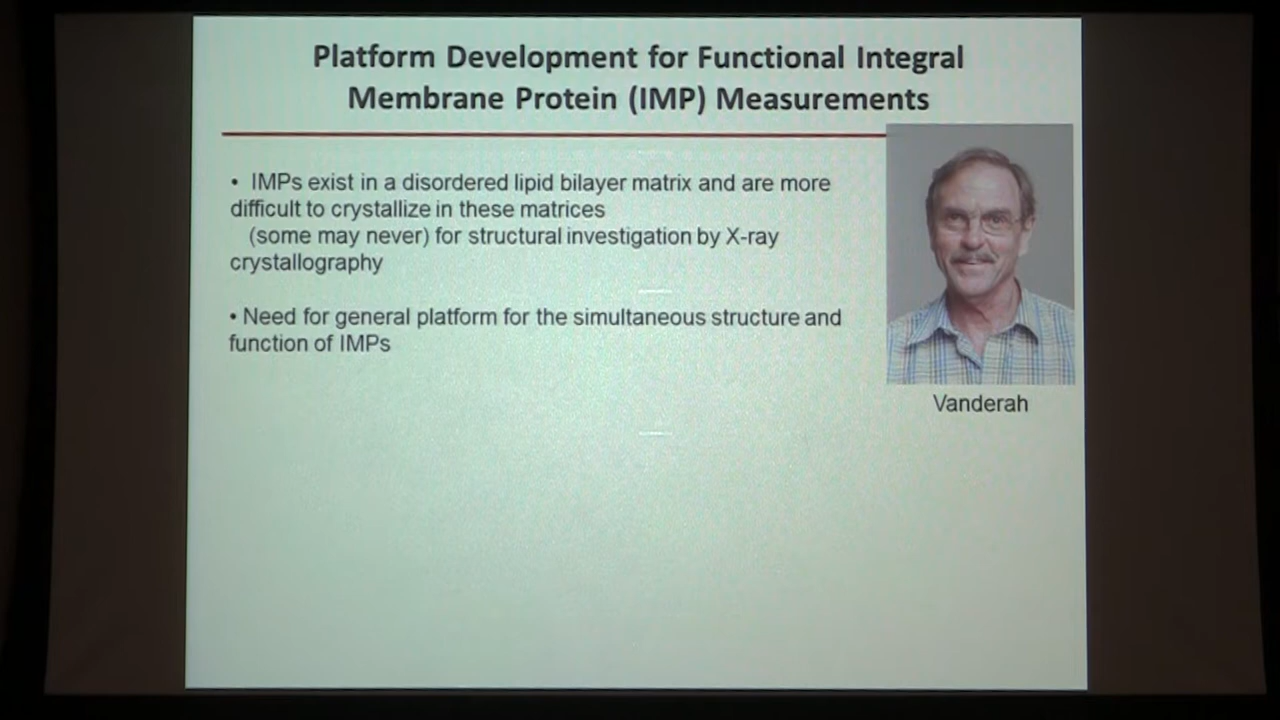 Platform Development for Functional Integral
Membrane Protein (IMP) Measurements
• IMPs exist in a disordered lipid bilayer matrix and are more
difficult to crystallize in these matrices
(some may never) for structural investigation by X-ray
crystallography
• Need for general platform for the simultaneous structure and
function of IMPs
Vanderah